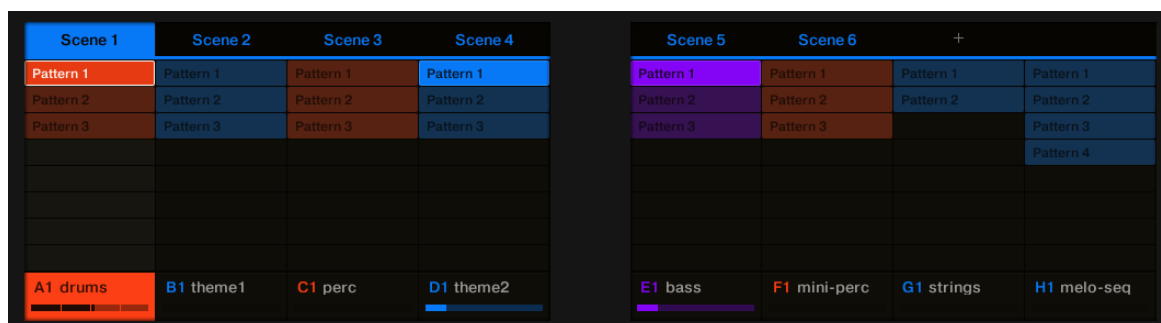 Scene 1 Scene 2 Scene 3 Scene 4 Scene 5 Scene 6 +
Pattern 1 Pattern 1 Pattern 1 Pattern 1 Pattern 1 Pattern 1 Pattern 1 Pattern 1
Pattern 2 Pattern 2 Pattern 2 Pattern 2 Pattern 2 Pattern 2 Pattern 2 Pattern 2
Pattern 3 Pattern 3 Pattern 3 Pattern 3 Pattern 3 Pattern 3 Pattern 3
Pattern 4
A1 drums B1 theme1 C1 perc D1 theme2 E1 bass F1 mini-perc G1 strings H1 melo-seq